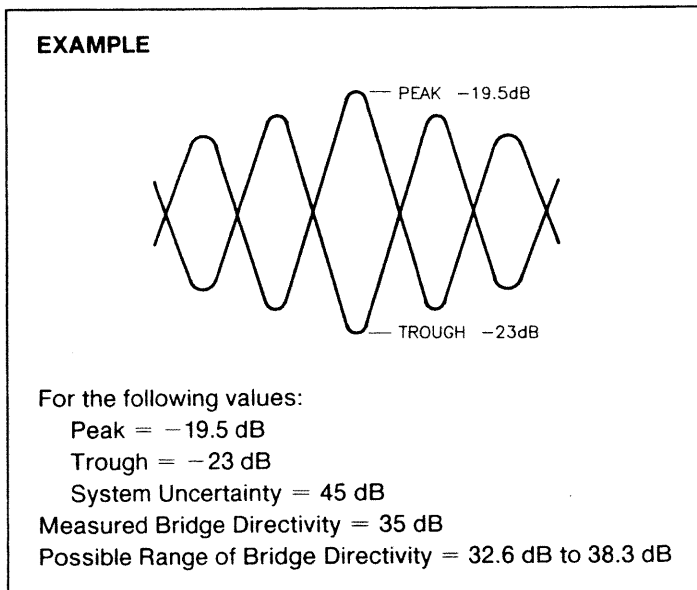 EXAMPLE
PEAK −19.5dB
TROUGH −23dB
For the following values:
Peak = −19.5 dB
Trough = −23 dB
System Uncertainty = 45 dB
Measured Bridge Directivity = 35 dB
Possible Range of Bridge Directivity = 32.6 dB to 38.3 dB